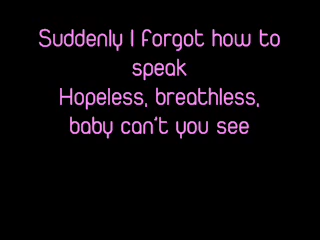 Suddenly I forgot how to
speak
Hopeless, breathless,
baby can't you see